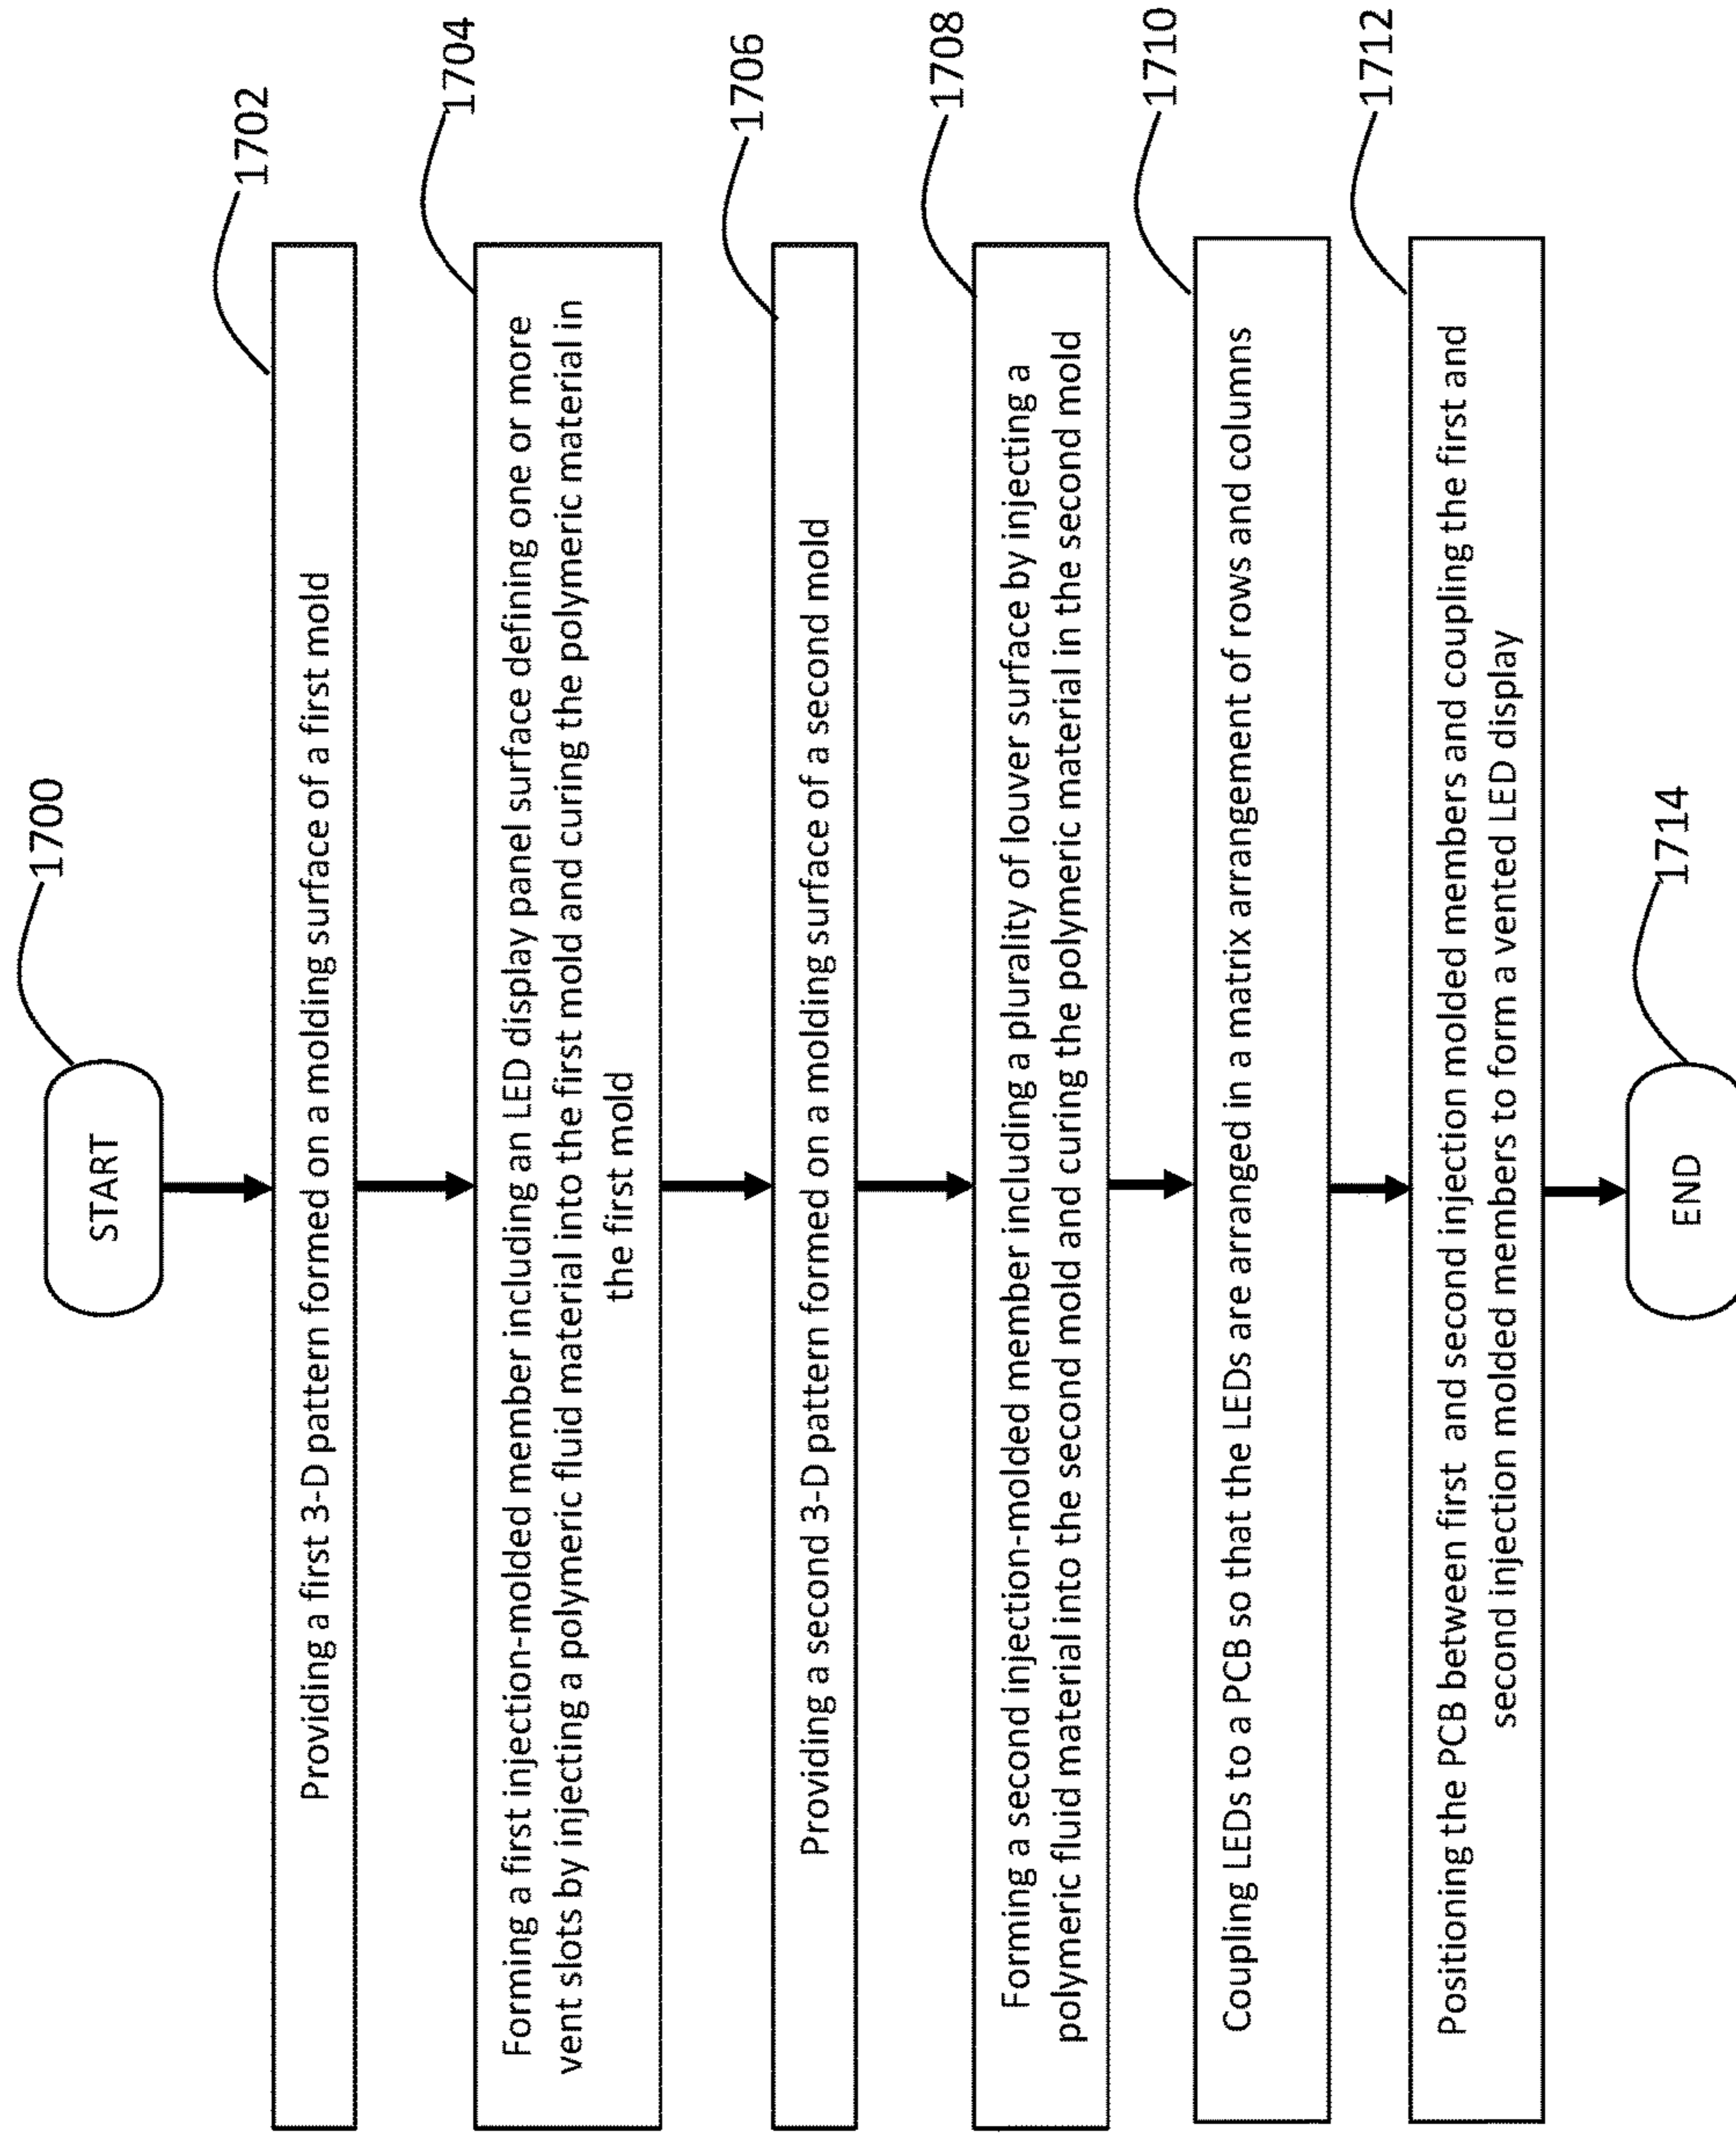 START
1700
Providing a first 3-D pattern formed on a molding surface of a first mold
1702
Forming a first injection-molded member including an LED display panel surface defining one or more
vent slots by injecting a polymeric fluid material into the first mold and curing the polymeric material in
the first mold
1704
Providing a second 3-D pattern formed on a molding surface of a second mold
1706
Forming a second injection-molded member including a plurality of louver surface by injecting a
polymeric fluid material into the second mold and curing the polymeric material in the second mold
1708
Coupling LEDs to a PCB so that the LEDs are arranged in a matrix arrangement of rows and columns
1710
Positioning the PCB between first and second injection molded members and coupling the first and
second injection molded members to form a vented LED display
1712
END
1714